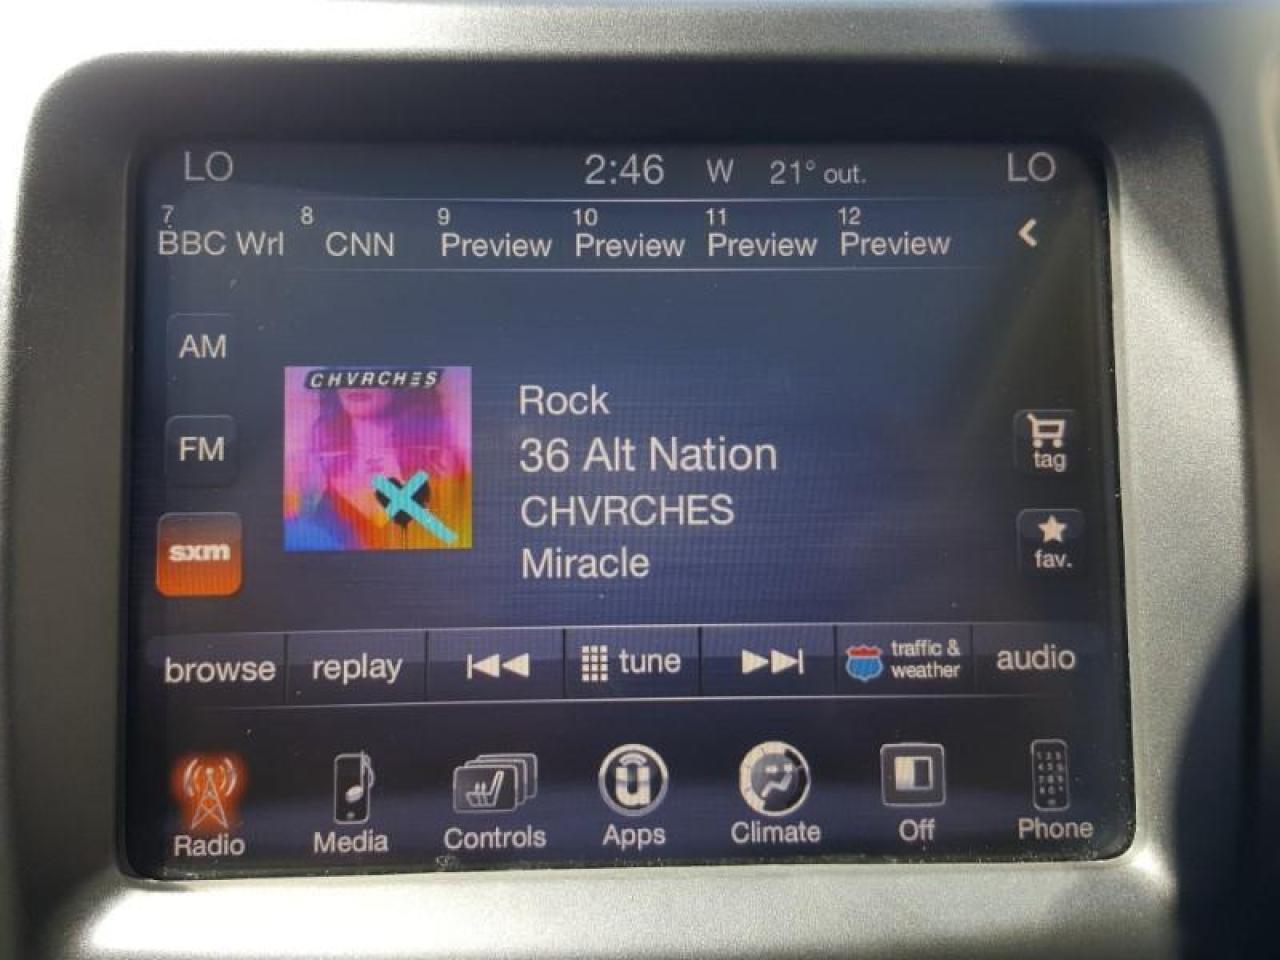 LO 2:46 W 21° out. LO
7 8 9 10 11 12
BBC Wrl CNN Preview Preview Preview Preview
AM
FM
sxm
CHVRCHΞS
Rock
36 Alt Nation
CHVRCHES
Miracle
tag
fav.
browse replay tune traffic & weather audio
Radio Media Controls Apps Climate Off Phone